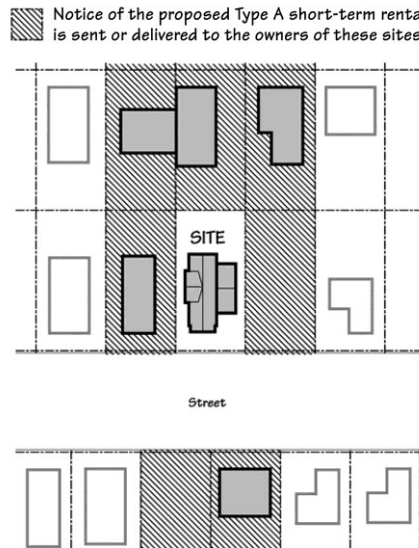 Notice of the proposed Type A short-term
is sent or delivered to the owners of these sites
SITE
Street